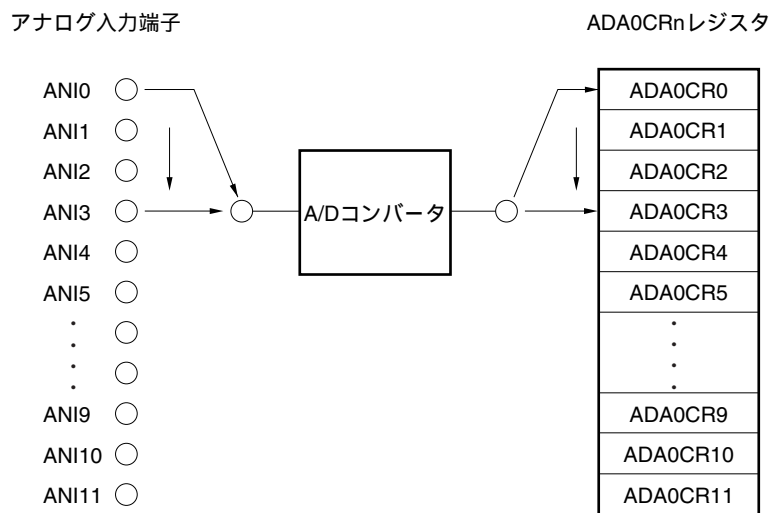 アナログ入力端子
ADA0CRnレジスタ
ANI0
ANI1
ANI2
ANI3
ANI4
ANI5
・
・
・
・
ANI9
ANI10
ANI11
A/Dコンバータ
ADA0CR0
ADA0CR1
ADA0CR2
ADA0CR3
ADA0CR4
ADA0CR5
・
・
・
・
ADA0CR9
ADA0CR10
ADA0CR11